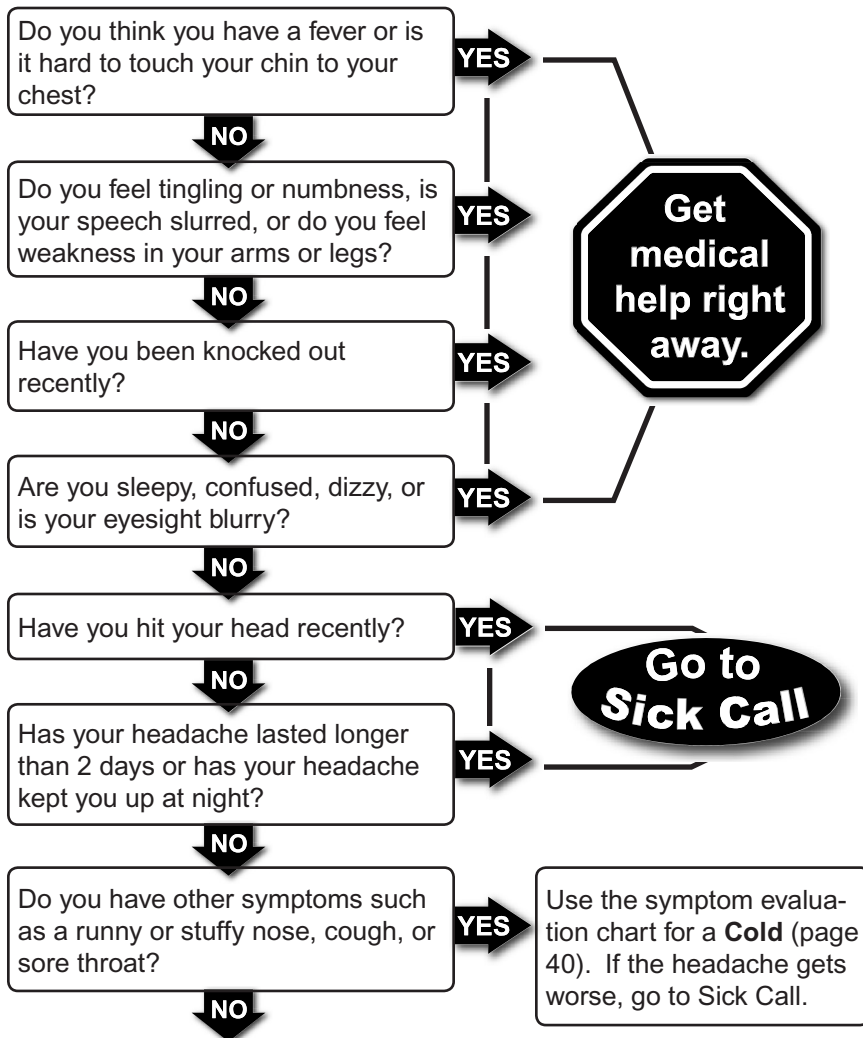 Do you think you have a fever or is
it hard to touch your chin to your
chest?
YES
NO
Do you feel tingling or numbness, is
your speech slurred, or do you feel
weakness in your arms or legs?
YES
Get
medical
help right
away.
NO
Have you been knocked out
recently?
YES
NO
Are you sleepy, confused, dizzy, or
is your eyesight blurry?
YES
NO
Have you hit your head recently?
YES
Go to
Sick Call
NO
Has your headache lasted longer
than 2 days or has your headache
kept you up at night?
YES
NO
Do you have other symptoms such
as a runny or stuffy nose, cough, or
sore throat?
YES
Use the symptom evalua-
tion chart for a Cold (page
40).  If the headache gets
worse, go to Sick Call.
NO